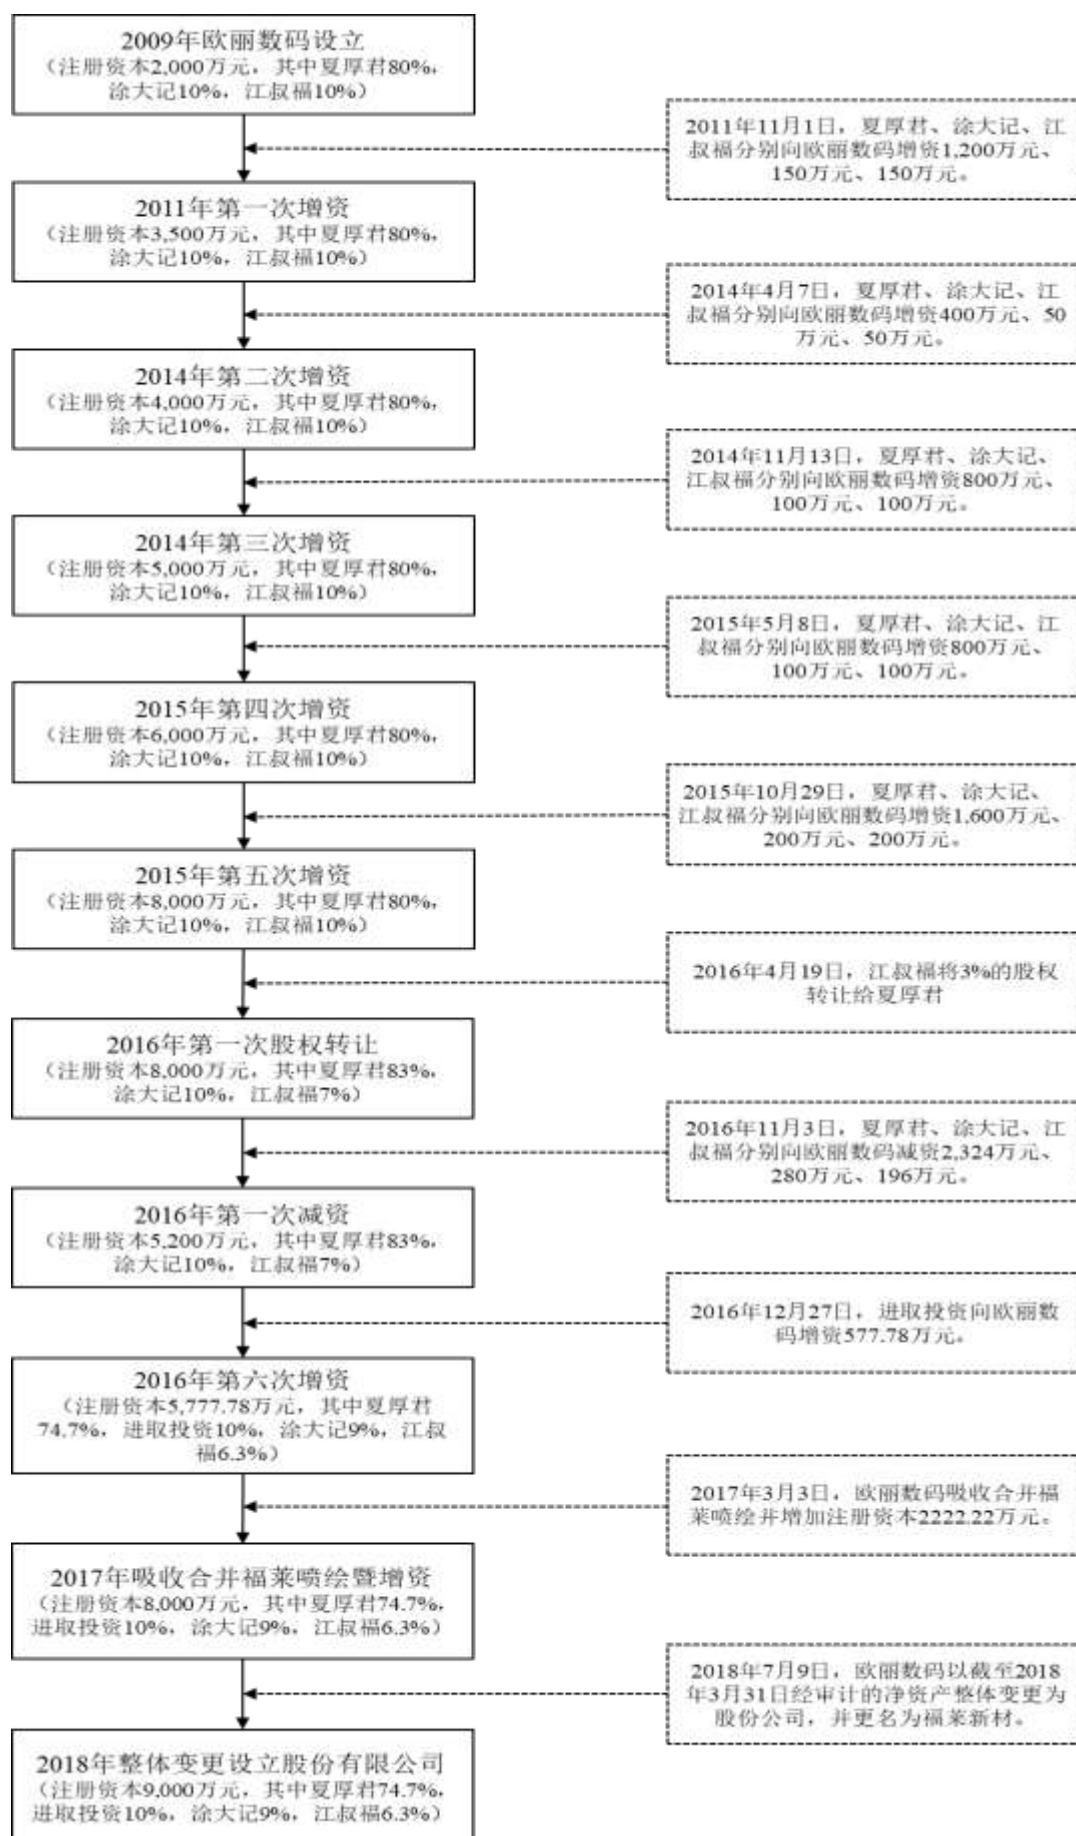 2009年欧丽数码设立
（注册资本2,000万元，其中夏厚君80%，
涂大记10%，江叔福10%）
2011年11月1日，夏厚君、涂大记、江
叔福分别向欧丽数码增资1,200万元、
150万元、150万元。
2011年第一次增资
（注册资本3,500万元，其中夏厚君80%，
涂大记10%，江叔福10%）
2014年4月7日，夏厚君、涂大记、江
叔福分别向欧丽数码增资400万元、50
万元、50万元。
2014年第二次增资
（注册资本4,000万元，其中夏厚君80%，
涂大记10%，江叔福10%）
2014年11月13日，夏厚君、涂大记、
江叔福分别向欧丽数码增资800万元、
100万元、100万元。
2014年第三次增资
（注册资本5,000万元，其中夏厚君80%，
涂大记10%，江叔福10%）
2015年5月8日，夏厚君、涂大记、江
叔福分别向欧丽数码增资800万元、
100万元、100万元。
2015年第四次增资
（注册资本6,000万元，其中夏厚君80%，
涂大记10%，江叔福10%）
2015年10月29日，夏厚君、涂大记、
江叔福分别向欧丽数码增资1,600万元、
200万元、200万元。
2015年第五次增资
（注册资本8,000万元，其中夏厚君80%，
涂大记10%，江叔福10%）
2016年4月19日，江叔福将3%的股权
转让给夏厚君
2016年第一次股权转让
（注册资本8,000万元，其中夏厚君83%，
涂大记10%，江叔福7%）
2016年11月3日，夏厚君、涂大记、江
叔福分别向欧丽数码减资2,324万元、
280万元、196万元。
2016年第一次减资
（注册资本5,200万元，其中夏厚君83%，
涂大记10%，江叔福7%）
2016年12月27日，进取投资向欧丽数
码增资577.78万元。
2016年第六次增资
（注册资本5,777.78万元，其中夏厚君
74.7%，进取投资10%，涂大记9%，江叔
福6.3%）
2017年3月3日，欧丽数码吸收合并福
莱喷绘并增加注册资本2222.22万元。
2017年吸收合并福莱喷绘暨增资
（注册资本8,000万元，其中夏厚君74.7%，
进取投资10%，涂大记9%，江叔福6.3%）
2018年7月9日，欧丽数码以截至2018
年3月31日经审计的净资产整体变更为
股份公司，并更名为福莱新材。
2018年整体变更设立股份有限公司
（注册资本9,000万元，其中夏厚君74.7%，
进取投资10%，涂大记9%，江叔福6.3%）